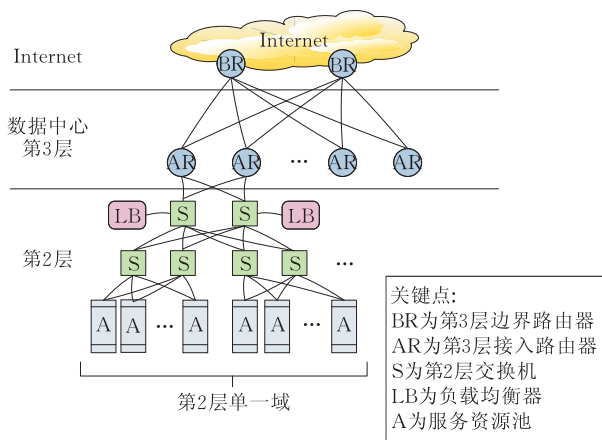 Internet
Internet
BR BR
数据中心
第3层
AR AR ... AR AR
LB S S LB
第2层
S S S S ...
A A ... A A A ... A
第2层单一域
关键点:
BR为第3层边界路由器
AR为第3层接入路由器
S为第2层交换机
LB为负载均衡器
A为服务资源池